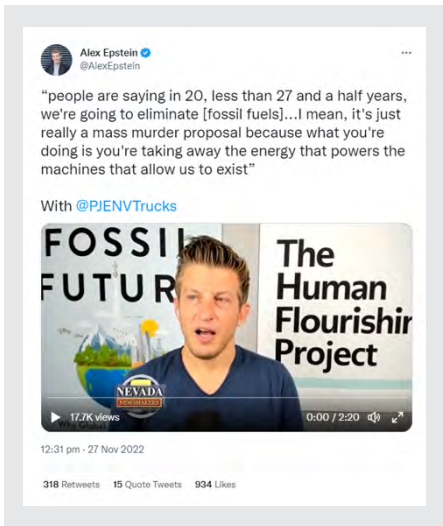 Alex Epstein
@AlexEpstein
“people are saying in 20, less than 27 and a half years,
we're going to eliminate [fossil fuels]...I mean, it's just
really a mass murder proposal because what you're
doing is you're taking away the energy that powers the
machines that allow us to exist”
With @PJENVTrucks
FOSSIL
FUTUR
The
Human
Flourishin
Project
NEVADA
NEWSMAKERS
17.7K views
0:00 / 2:20
12:31 pm · 27 Nov 2022
318 Retweets 15 Quote Tweets 934 Likes